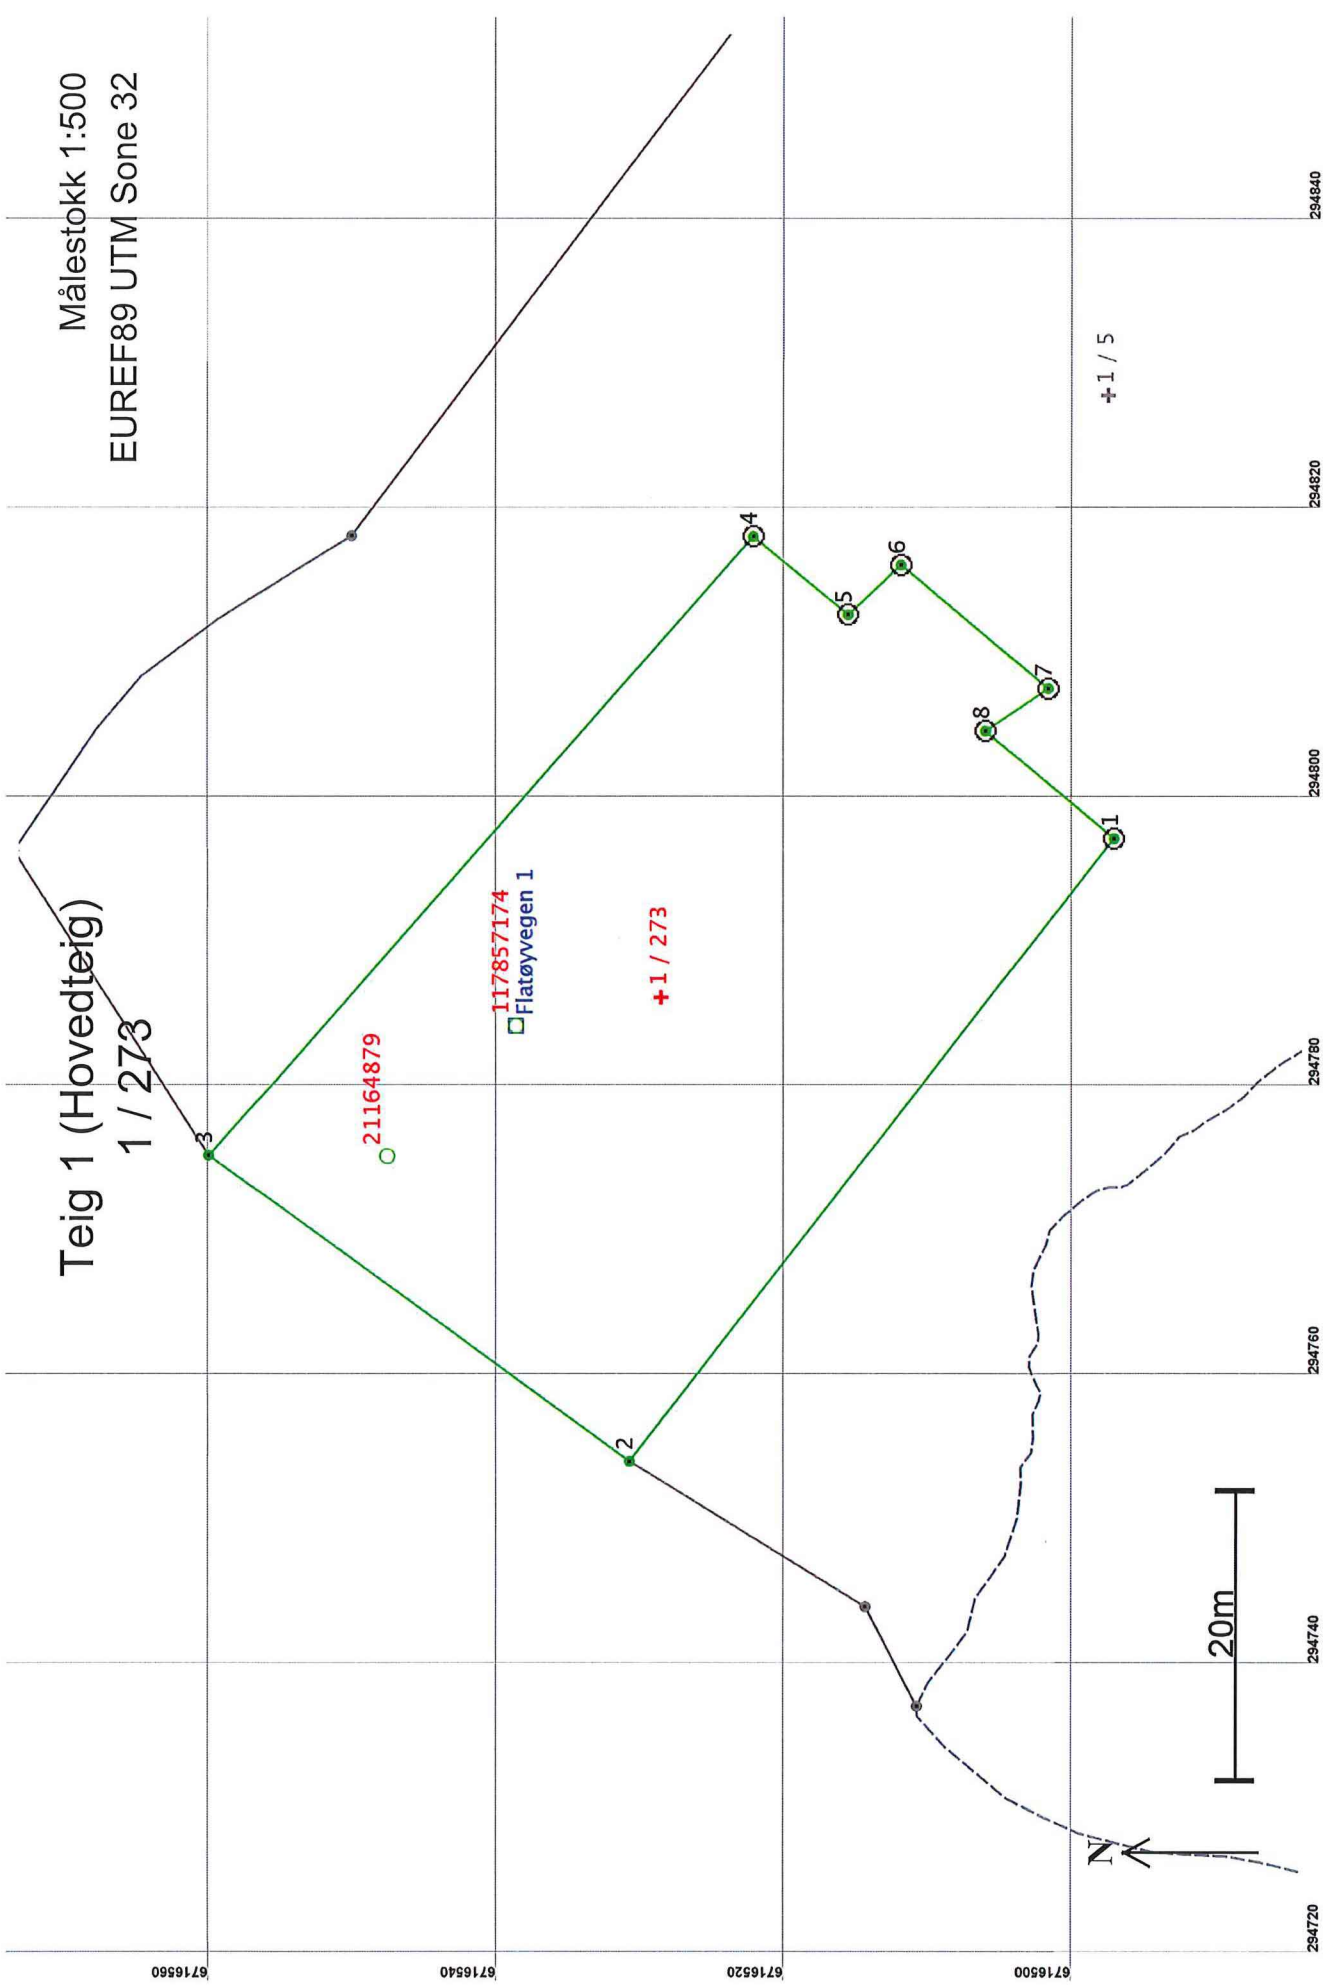 Målestokk 1:500
EUREF89 UTM Sone 32
Teig 1 (Hovedteig)
1 / 273
3
21164879
117857174
Flatøyvegen 1
+1 / 273
2
4
5
6
7
8
1
+1 / 5
20m
N
6716560
6716540
6716520
6716500
294720
294740
294760
294780
294800
294820
294840